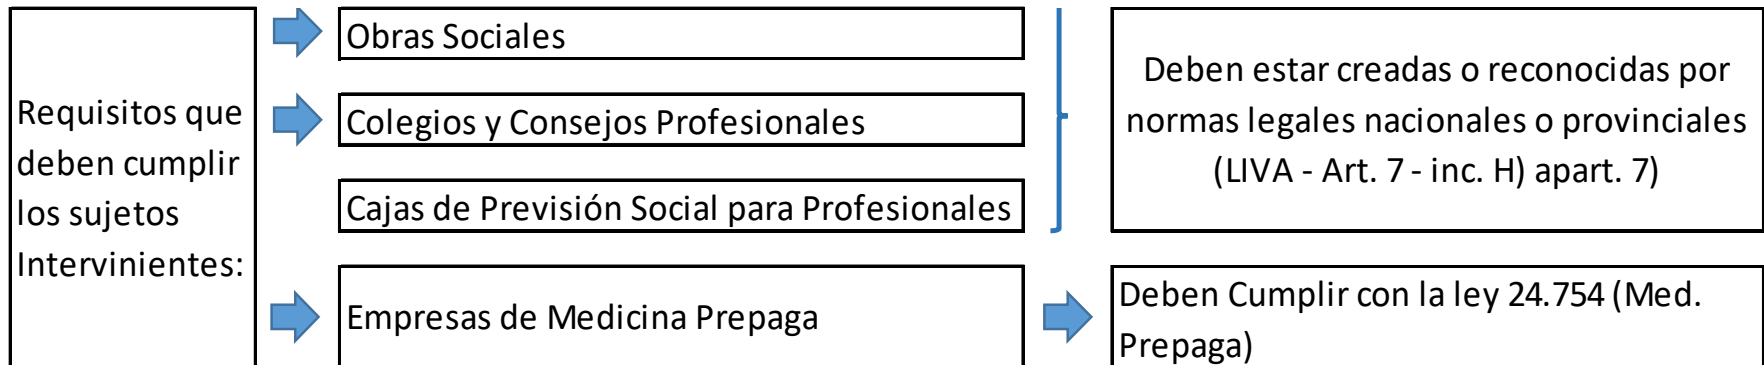 Requisitos que
deben cumplir
los sujetos
Intervinientes:
Obras Sociales
Colegios y Consejos Profesionales
Cajas de Previsión Social para Profesionales
Deben estar creadas o reconocidas por
normas legales nacionales o provinciales
(LIVA - Art. 7 - inc. H) apart. 7)
Empresas de Medicina Prepaga
Deben Cumplir con la ley 24.754 (Med.
Prepaga)